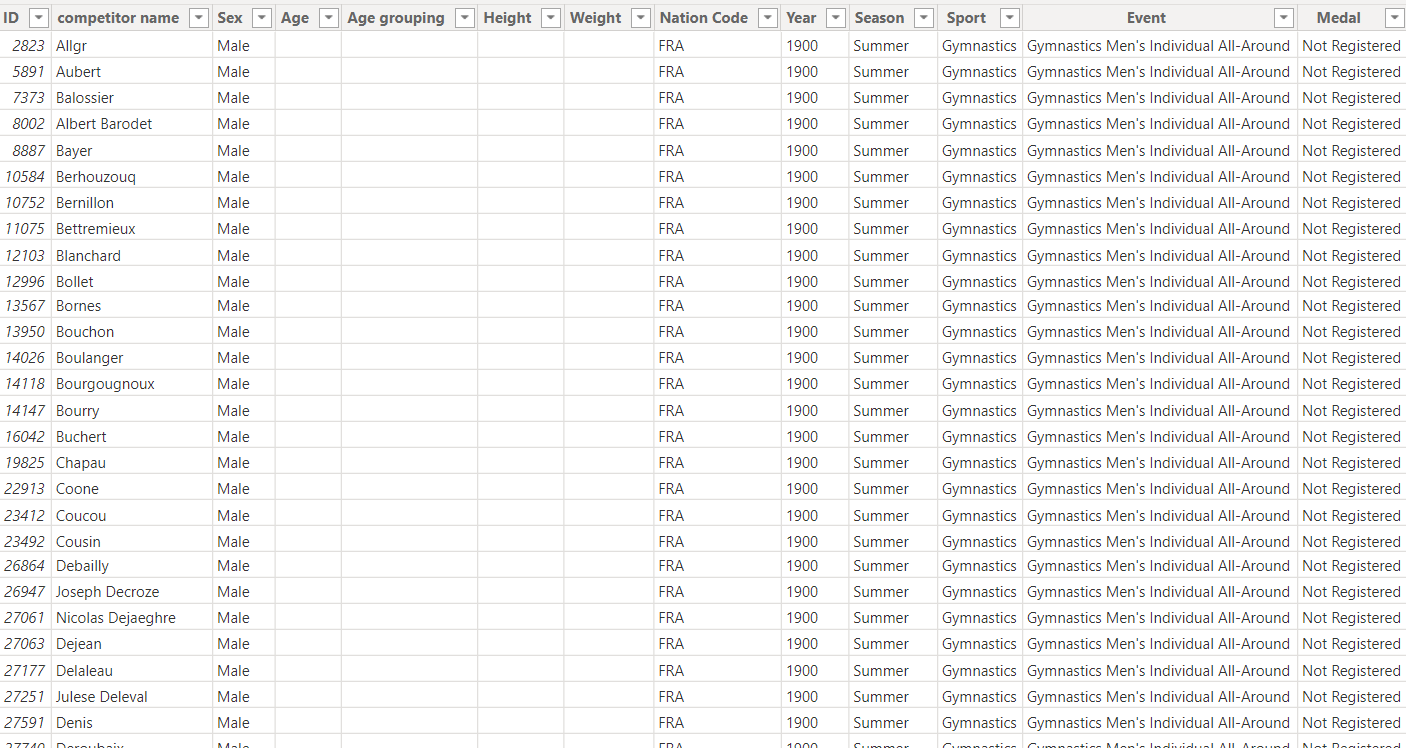 ID competitor name Sex Age Age grouping Height Weight Nation Code Year Season Sport Event Medal
2823 Allgr Male FRA 1900 Summer Gymnastics Gymnastics Men's Individual All-Around Not Registered
5891 Aubert Male FRA 1900 Summer Gymnastics Gymnastics Men's Individual All-Around Not Registered
7373 Balossier Male FRA 1900 Summer Gymnastics Gymnastics Men's Individual All-Around Not Registered
8002 Albert Barodet Male FRA 1900 Summer Gymnastics Gymnastics Men's Individual All-Around Not Registered
8887 Bayer Male FRA 1900 Summer Gymnastics Gymnastics Men's Individual All-Around Not Registered
10584 Berhouzouq Male FRA 1900 Summer Gymnastics Gymnastics Men's Individual All-Around Not Registered
10752 Bernillon Male FRA 1900 Summer Gymnastics Gymnastics Men's Individual All-Around Not Registered
11075 Bettremieux Male FRA 1900 Summer Gymnastics Gymnastics Men's Individual All-Around Not Registered
12103 Blanchard Male FRA 1900 Summer Gymnastics Gymnastics Men's Individual All-Around Not Registered
12996 Bollet Male FRA 1900 Summer Gymnastics Gymnastics Men's Individual All-Around Not Registered
13567 Bornes Male FRA 1900 Summer Gymnastics Gymnastics Men's Individual All-Around Not Registered
13950 Bouchon Male FRA 1900 Summer Gymnastics Gymnastics Men's Individual All-Around Not Registered
14026 Boulanger Male FRA 1900 Summer Gymnastics Gymnastics Men's Individual All-Around Not Registered
14118 Bourgougnoux Male FRA 1900 Summer Gymnastics Gymnastics Men's Individual All-Around Not Registered
14147 Bourry Male FRA 1900 Summer Gymnastics Gymnastics Men's Individual All-Around Not Registered
16042 Buchert Male FRA 1900 Summer Gymnastics Gymnastics Men's Individual All-Around Not Registered
19825 Chapau Male FRA 1900 Summer Gymnastics Gymnastics Men's Individual All-Around Not Registered
22913 Coone Male FRA 1900 Summer Gymnastics Gymnastics Men's Individual All-Around Not Registered
23412 Coucou Male FRA 1900 Summer Gymnastics Gymnastics Men's Individual All-Around Not Registered
23492 Cousin Male FRA 1900 Summer Gymnastics Gymnastics Men's Individual All-Around Not Registered
26864 Debailly Male FRA 1900 Summer Gymnastics Gymnastics Men's Individual All-Around Not Registered
26947 Joseph Decroze Male FRA 1900 Summer Gymnastics Gymnastics Men's Individual All-Around Not Registered
27061 Nicolas Dejaeghre Male FRA 1900 Summer Gymnastics Gymnastics Men's Individual All-Around Not Registered
27063 Dejean Male FRA 1900 Summer Gymnastics Gymnastics Men's Individual All-Around Not Registered
27177 Delaleau Male FRA 1900 Summer Gymnastics Gymnastics Men's Individual All-Around Not Registered
27251 Julese Deleval Male FRA 1900 Summer Gymnastics Gymnastics Men's Individual All-Around Not Registered
27591 Denis Male FRA 1900 Summer Gymnastics Gymnastics Men's Individual All-Around Not Registered
Male FRA 1900 Summer Gymnastics Gymnastics Men's Individual All-Around Not Registered